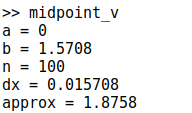 >> midpoint_v
a = 0
b = 1.5708
n = 100
dx = 0.015708
approx = 1.8758